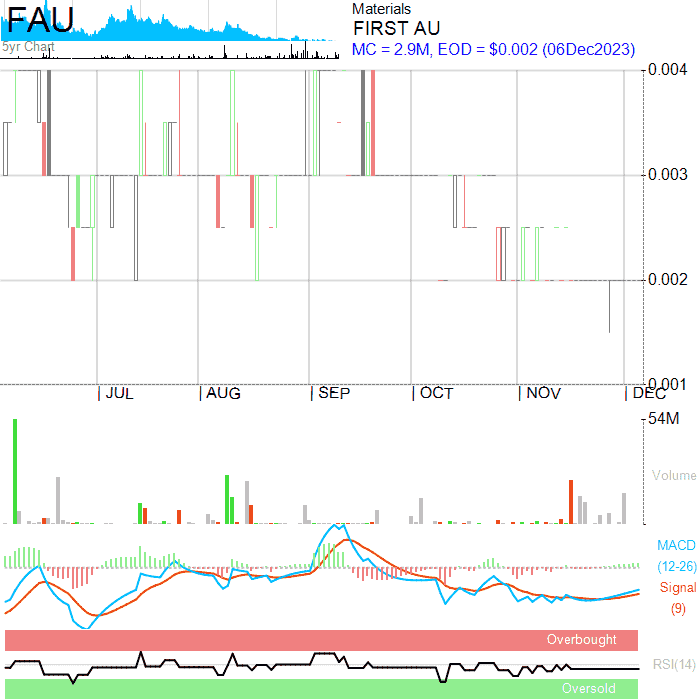 FAU
5yr Chart
Materials
FIRST AU
MC = 2.9M, EOD = $0.002 (06Dec2023)
0.004
0.003
0.002
0.001
JUL
AUG
SEP
OCT
NOV
DEC
54M
Volume
MACD
(12-26)
Signal
(9)
Overbought
RSI(14)
Oversold